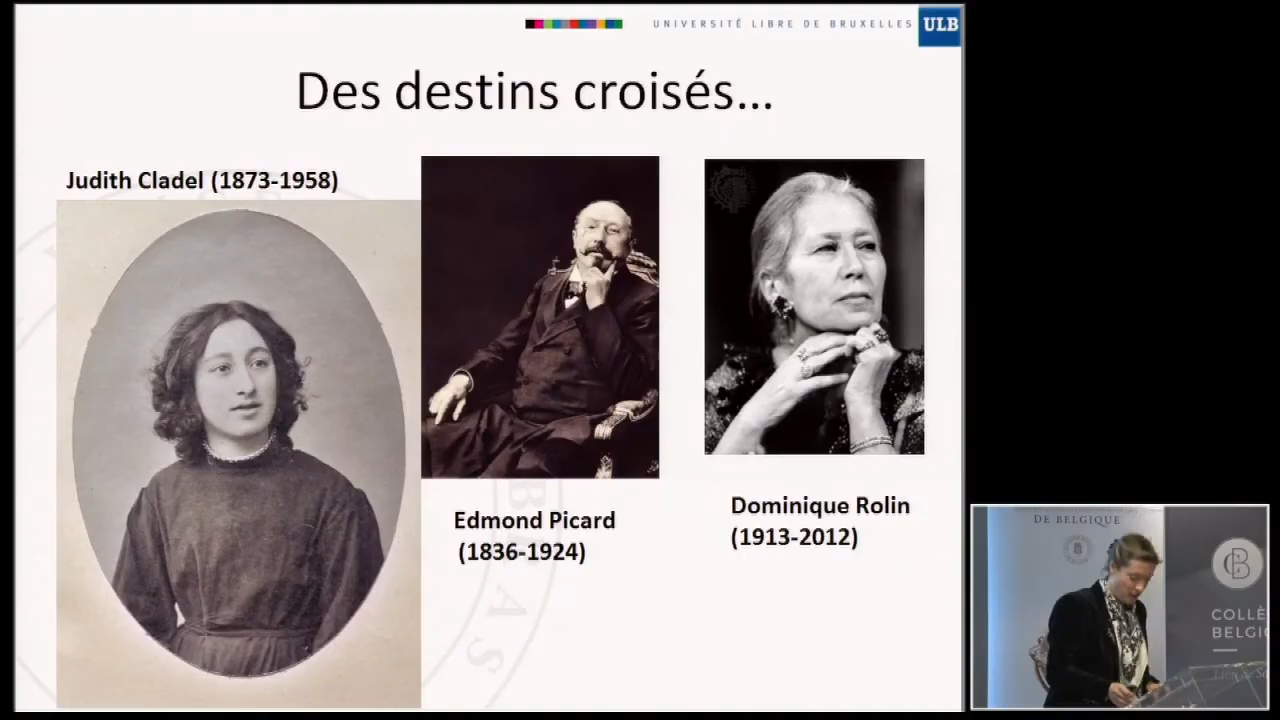 UNIVERSITÉ LIBRE DE BRUXELLES
ULB
Des destins croisés...
Judith Cladel (1873-1958)
Edmond Picard
(1836-1924)
Dominique Rolin
(1913-2012)
DE BELGIQUE
COLLÈ
BELGI